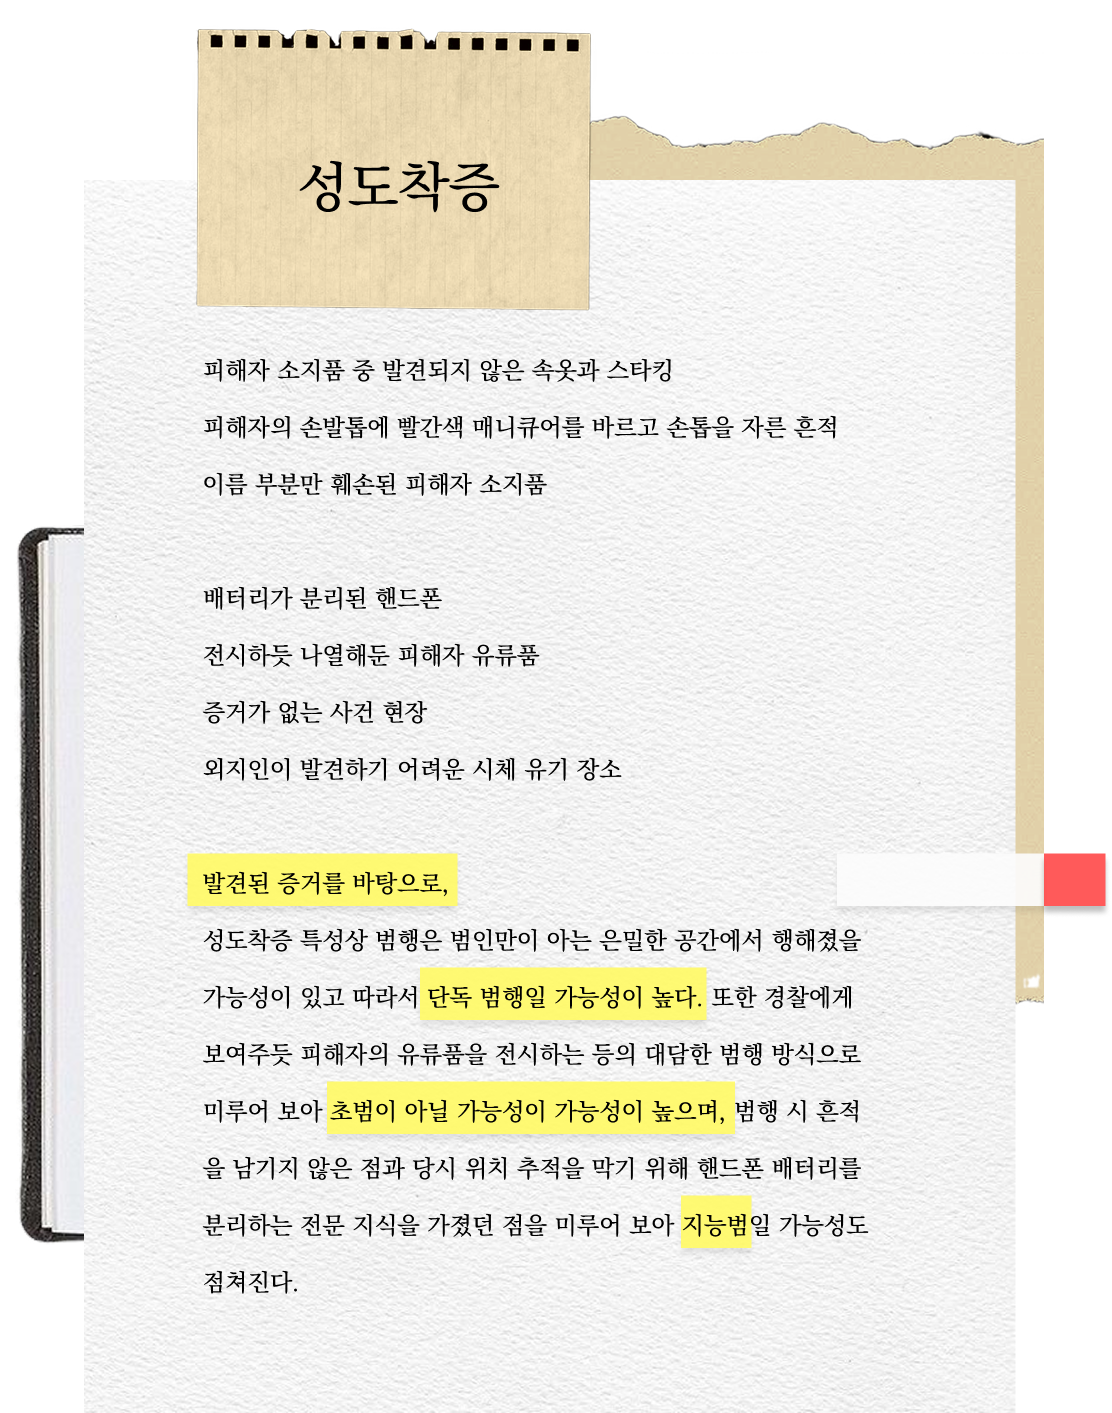 성도착증
피해자 소지품 중 발견되지 않은 속옷과 스타킹
피해자의 손발톱에 빨간색 매니큐어를 바르고 손톱을 자른 흔적
이름 부분만 훼손된 피해자 소지품
배터리가 분리된 핸드폰
전시하듯 나열해둔 피해자 유류품
증거가 없는 사건 현장
외지인이 발견하기 어려운 시체 유기 장소
발견된 증거를 바탕으로,
성도착증 특성상 범행은 범인만이 아는 은밀한 공간에서 행해졌을
가능성이 있고 따라서 단독 범행일 가능성이 높다. 또한 경찰에게
보여주듯 피해자의 유류품을 전시하는 등의 대담한 범행 방식으로
미루어 보아 초범이 아닐 가능성이 가능성이 높으며, 범행 시 흔적
을 남기지 않은 점과 당시 위치 추적을 막기 위해 핸드폰 배터리를
분리하는 전문 지식을 가졌던 점을 미루어 보아 지능범일 가능성도
점쳐진다.